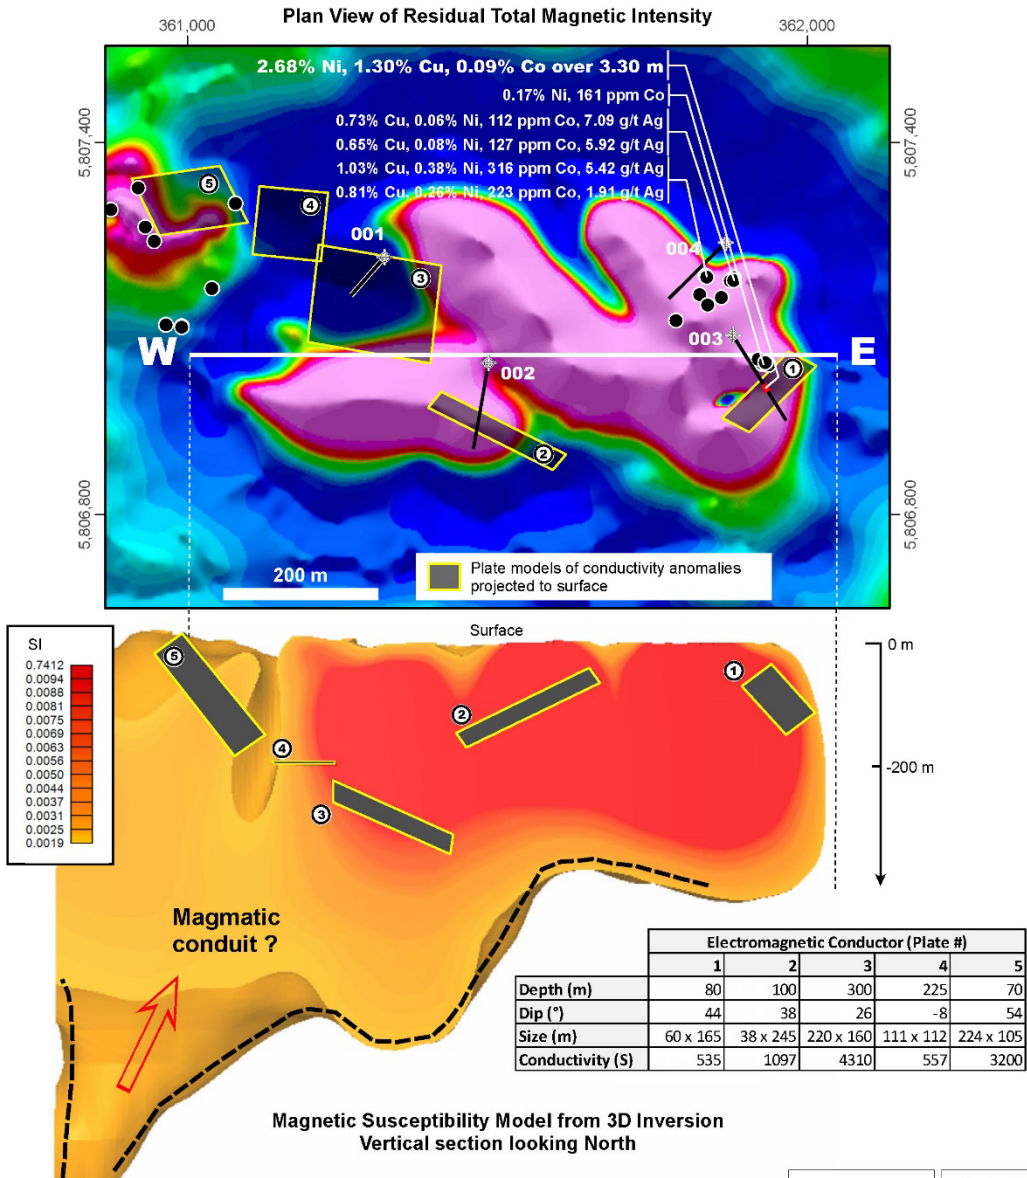 Plan View of Residual Total Magnetic Intensity
361,000
362,000
2.68% Ni, 1.30% Cu, 0.09% Co over 3.30 m
0.17% Ni, 161 ppm Co
0.73% Cu, 0.06% Ni, 112 ppm Co, 7.09 g/t Ag
0.65% Cu, 0.08% Ni, 127 ppm Co, 5.92 g/t Ag
1.03% Cu, 0.38% Ni, 316 ppm Co, 5.42 g/t Ag
0.81% Cu, 0.26% Ni, 223 ppm Co, 1.91 g/t Ag
5,807,400
5,807,400
5
4
001
3
004
003
W
E
002
1
2
5,806,800
5,806,800
200 m
Plate models of conductivity anomalies
projected to surface
Surface
SI
0.7412
0.0094
0.0088
0.0081
0.0075
0.0069
0.0063
0.0056
0.0050
0.0044
0.0037
0.0031
0.0025
0.0019
0 m
-200 m
5
1
2
4
3
Magmatic
conduit ?
Electromagnetic Conductor (Plate #)
1 2 3 4 5
Depth (m) 80 100 300 225 70
Dip (°) 44 38 26 -8 54
Size (m) 60 x 165 38 x 245 220 x 160 111 x 112 224 x 105
Conductivity (S) 535 1097 4310 557 3200
Magnetic Susceptibility Model from 3D Inversion
Vertical section looking North